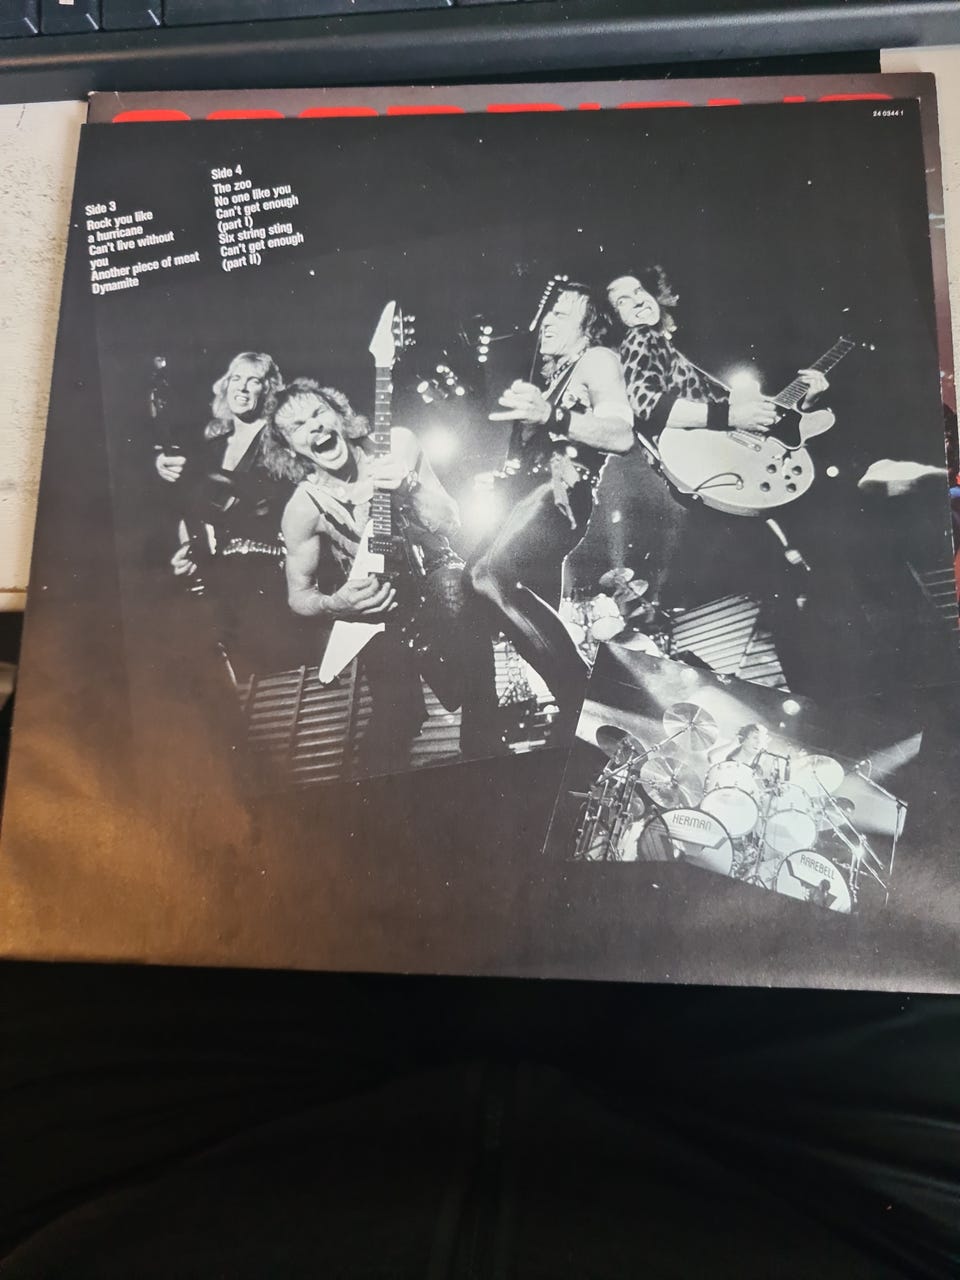 SCORPIONS
24 0344 1
Side 3
Rock you like
a hurricane
Can't live without
you
Another piece of meat
Dynamite
Side 4
The zoo
No one like you
Can't get enough
(part I)
Six string sting
Can't get enough
(part II)
HERMAN
RAREBELL